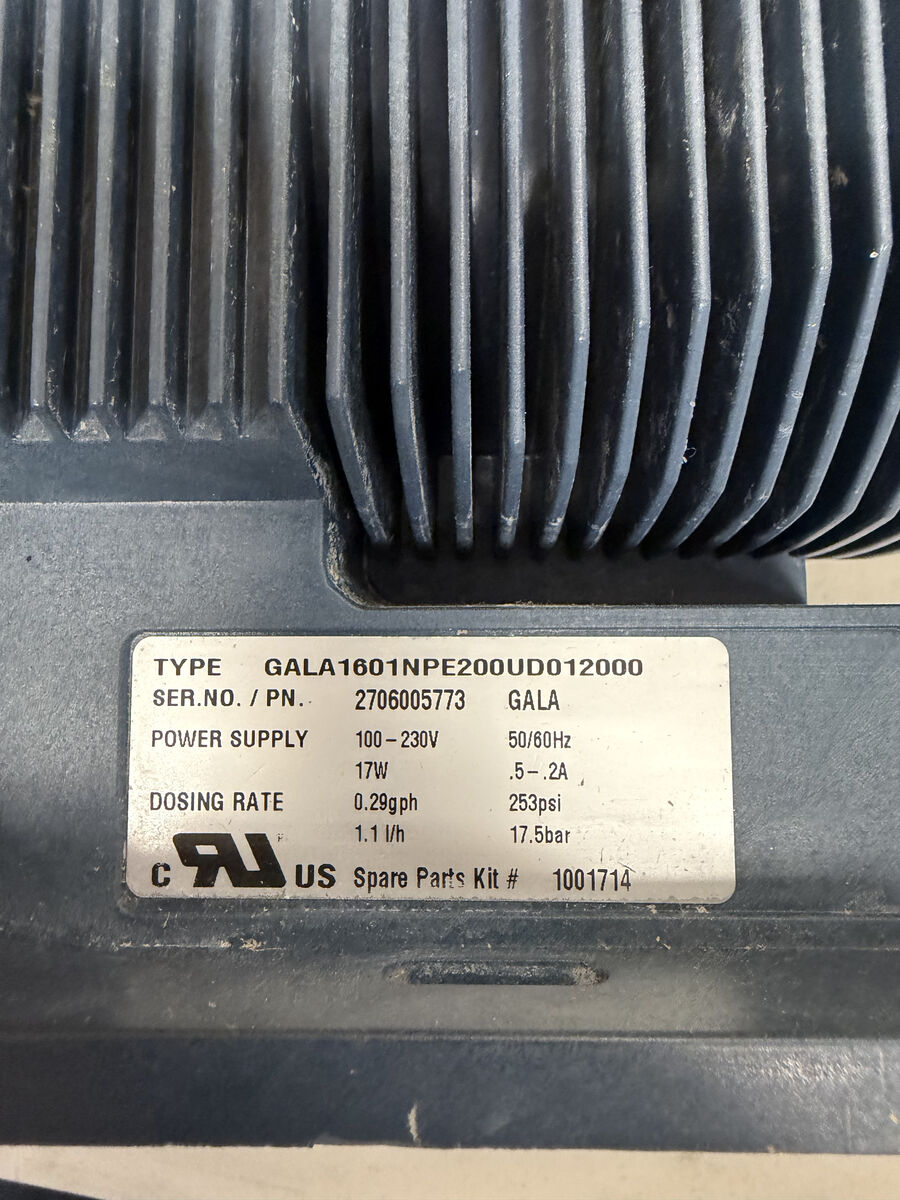 TYPE GALA1601NPE200UD012000
SER.NO. / PN. 2706005773 GALA
POWER SUPPLY 100-230V 50/60Hz
17W .5-.2A
DOSING RATE 0.29gph 253psi
1.1 l/h 17.5bar
C RU US Spare Parts Kit # 1001714